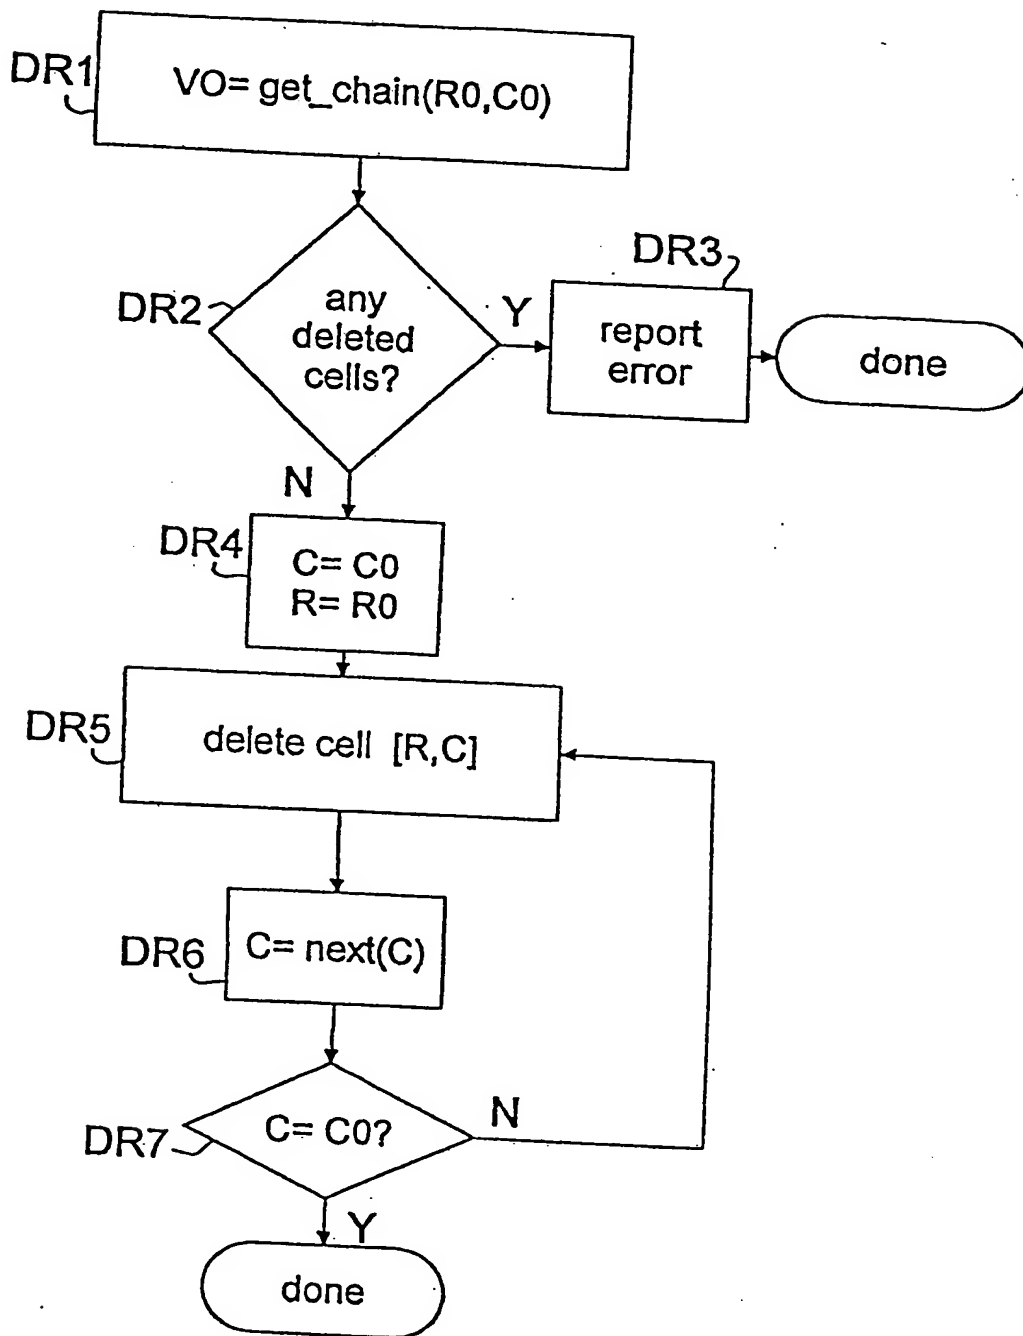 DR1
VO= get_chain(R0,C0)
DR2
any
deleted
cells?
Y
DR3
report
error
done
N
DR4
C= C0
R= R0
DR5
delete cell [R,C]
DR6
C= next(C)
DR7
C= C0?
N
Y
done